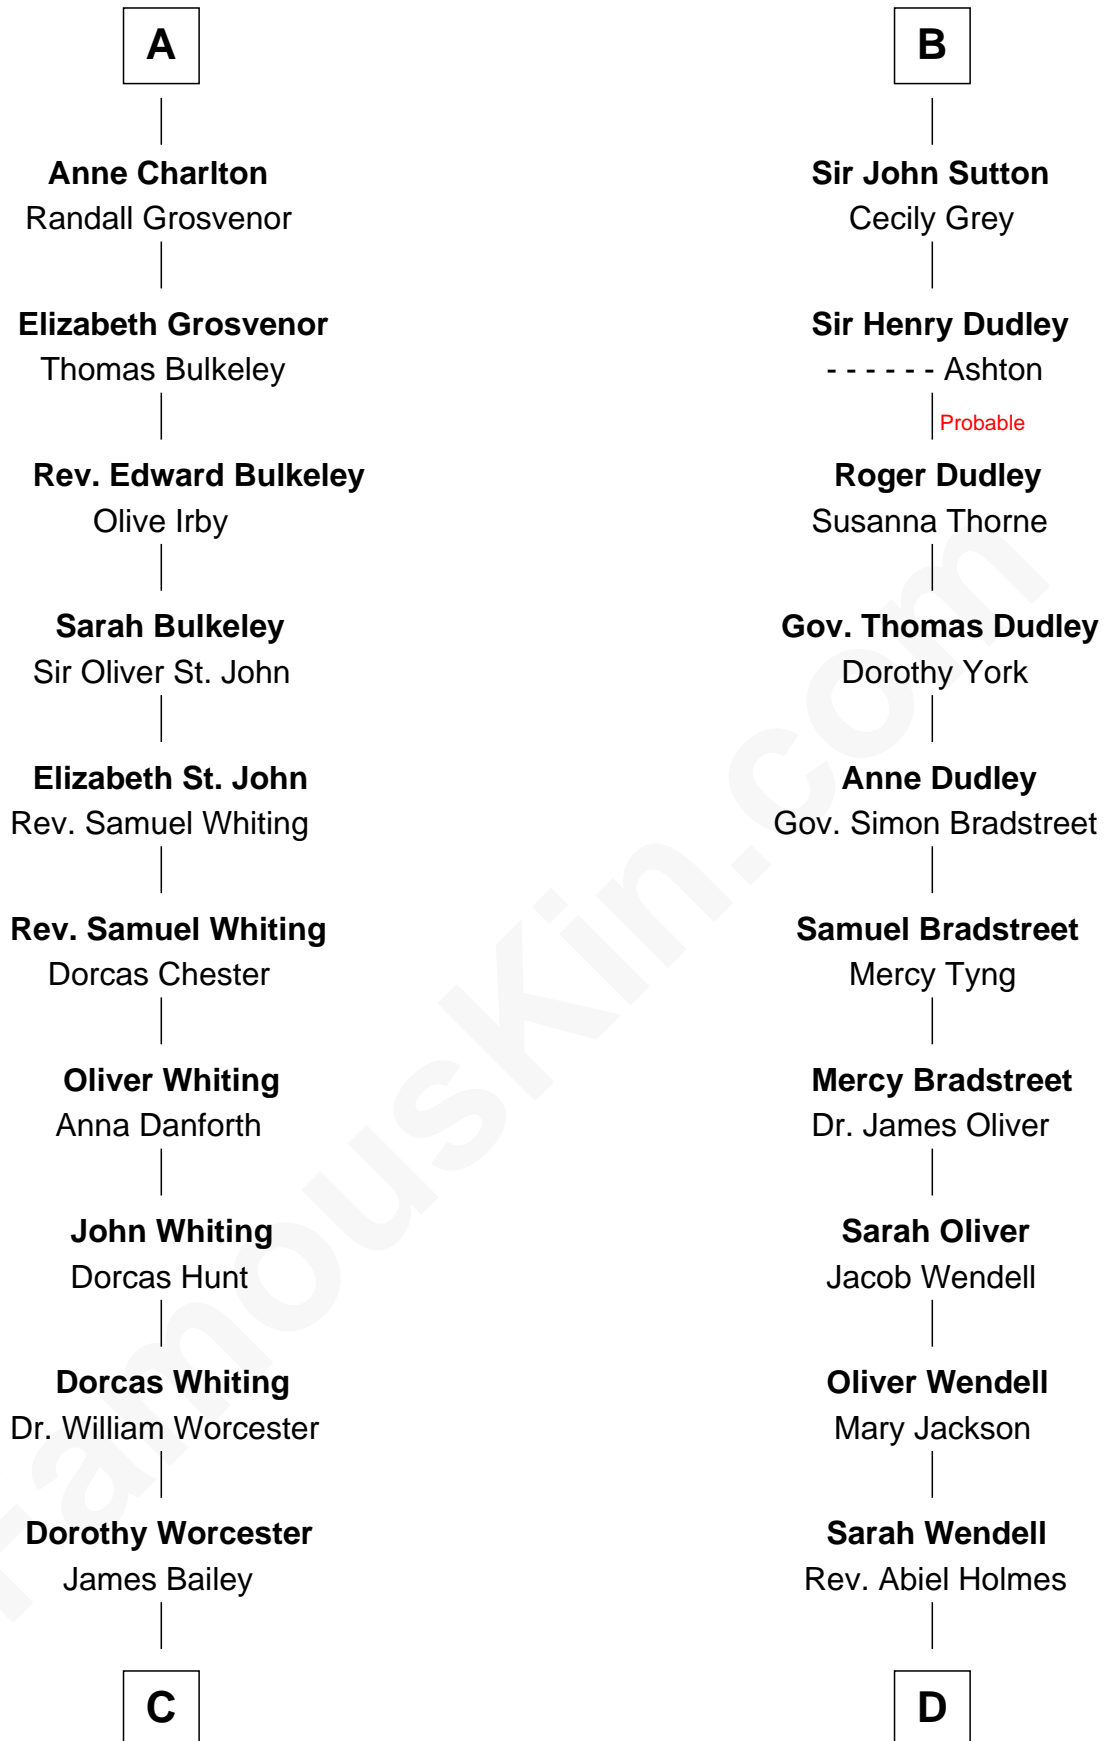 A
Anne Charlton
Randall Grosvenor
Elizabeth Grosvenor
Thomas Bulkeley
Rev. Edward Bulkeley
Olive Irby
Sarah Bulkeley
Sir Oliver St. John
Elizabeth St. John
Rev. Samuel Whiting
Rev. Samuel Whiting
Dorcas Chester
Oliver Whiting
Anna Danforth
John Whiting
Dorcas Hunt
Dorcas Whiting
Dr. William Worcester
Dorothy Worcester
James Bailey
C
B
Sir John Sutton
Cecily Grey
Sir Henry Dudley
- - - - - - Ashton
Probable
Roger Dudley
Susanna Thorne
Gov. Thomas Dudley
Dorothy York
Anne Dudley
Gov. Simon Bradstreet
Samuel Bradstreet
Mercy Tyng
Mercy Bradstreet
Dr. James Oliver
Sarah Oliver
Jacob Wendell
Oliver Wendell
Mary Jackson
Sarah Wendell
Rev. Abiel Holmes
D
FamousKin.com